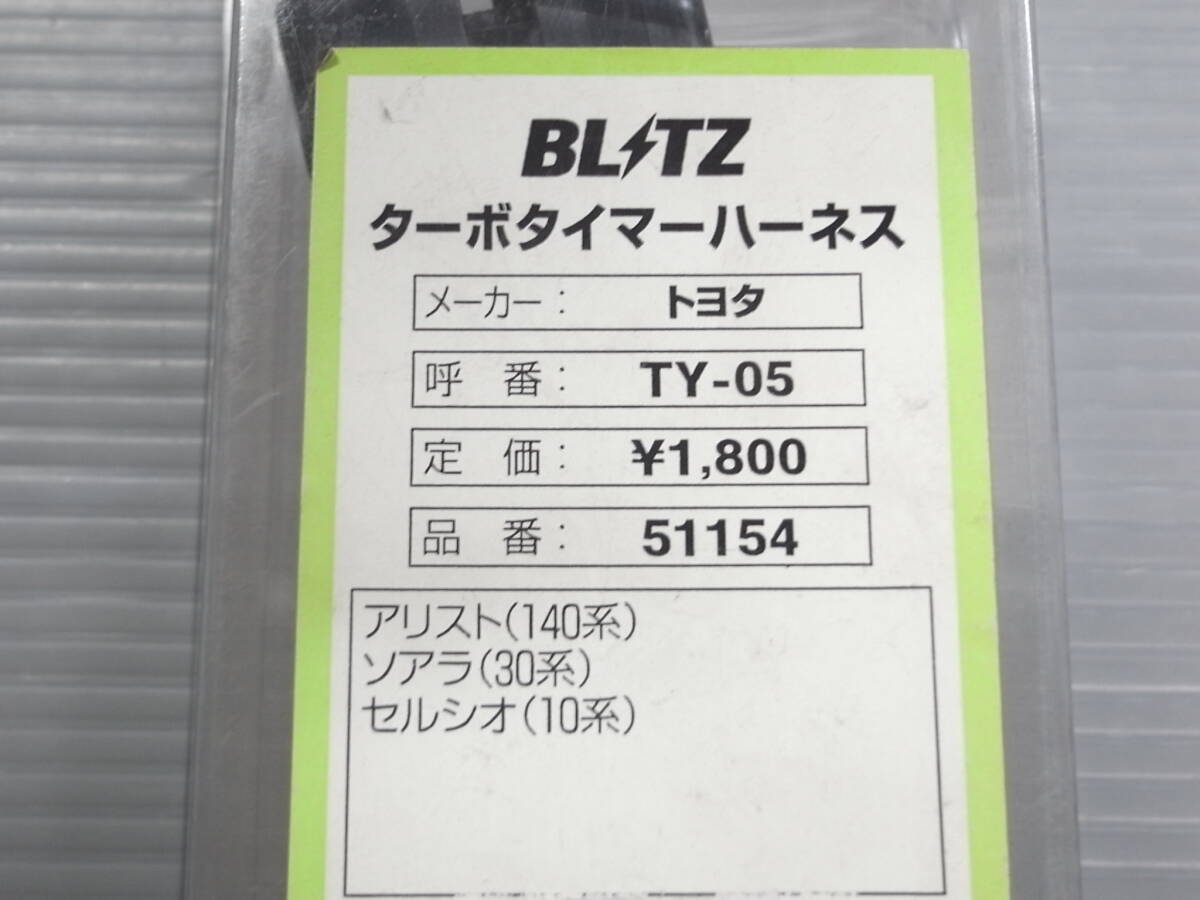 BLITZ
ターボタイマーハーネス
メーカー： トヨタ
呼 番： TY-05
定 価： ¥1,800
品 番： 51154
アリスト(140系)
ソアラ(30系)
セルシオ(10系)